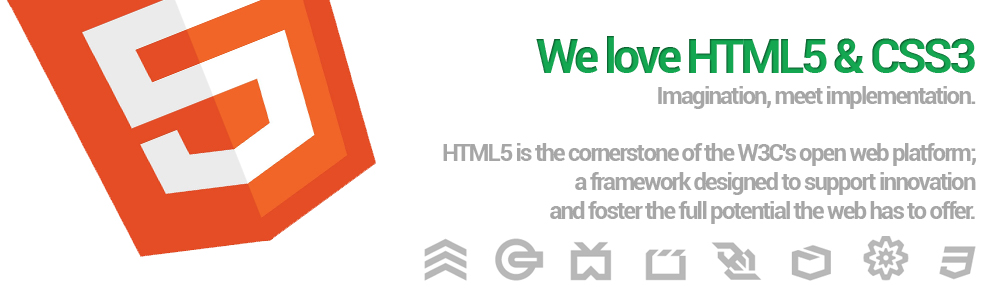 5
We love HTML5 & CSS3
Imagination, meet implementation.
HTML5 is the cornerstone of the W3C's open web platform;
a framework designed to support innovation
and foster the full potential the web has to offer.